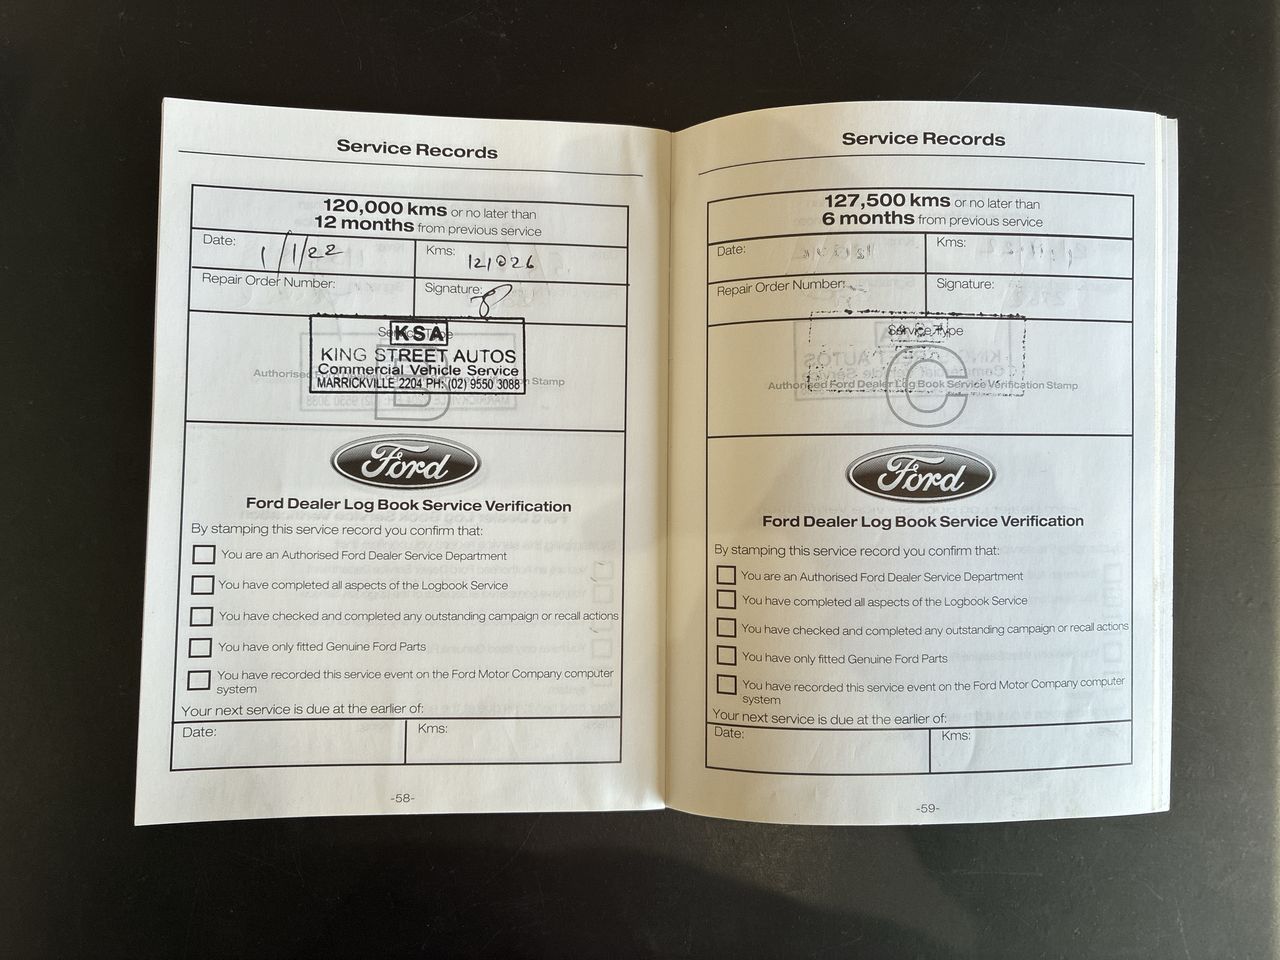 Service Records
120,000 kms or no later than
12 months from previous service
Date: 1/1/22
Kms: 121026
Repair Order Number:
Signature:
Service Type
KSA
KING STREET AUTOS
Commercial Vehicle Service
MARRICKVILLE 2204 PH: (02) 9550 3088
Authorised Stamp
B
Ford
Ford Dealer Log Book Service Verification
By stamping this service record you confirm that:
You are an Authorised Ford Dealer Service Department
You have completed all aspects of the Logbook Service
You have checked and completed any outstanding campaign or recall actions
You have only fitted Genuine Ford Parts
You have recorded this service event on the Ford Motor Company computer
system
Your next service is due at the earlier of:
Date:
Kms:
-58-
Service Records
127,500 kms or no later than
6 months from previous service
Date:
Kms:
Repair Order Number:
Signature:
Service Type
C
Authorised Ford Dealer Log Book Service Verification Stamp
Ford
Ford Dealer Log Book Service Verification
By stamping this service record you confirm that:
You are an Authorised Ford Dealer Service Department
You have completed all aspects of the Logbook Service
You have checked and completed any outstanding campaign or recall actions
You have only fitted Genuine Ford Parts
You have recorded this service event on the Ford Motor Company computer
system
Your next service is due at the earlier of:
Date:
Kms:
-59-